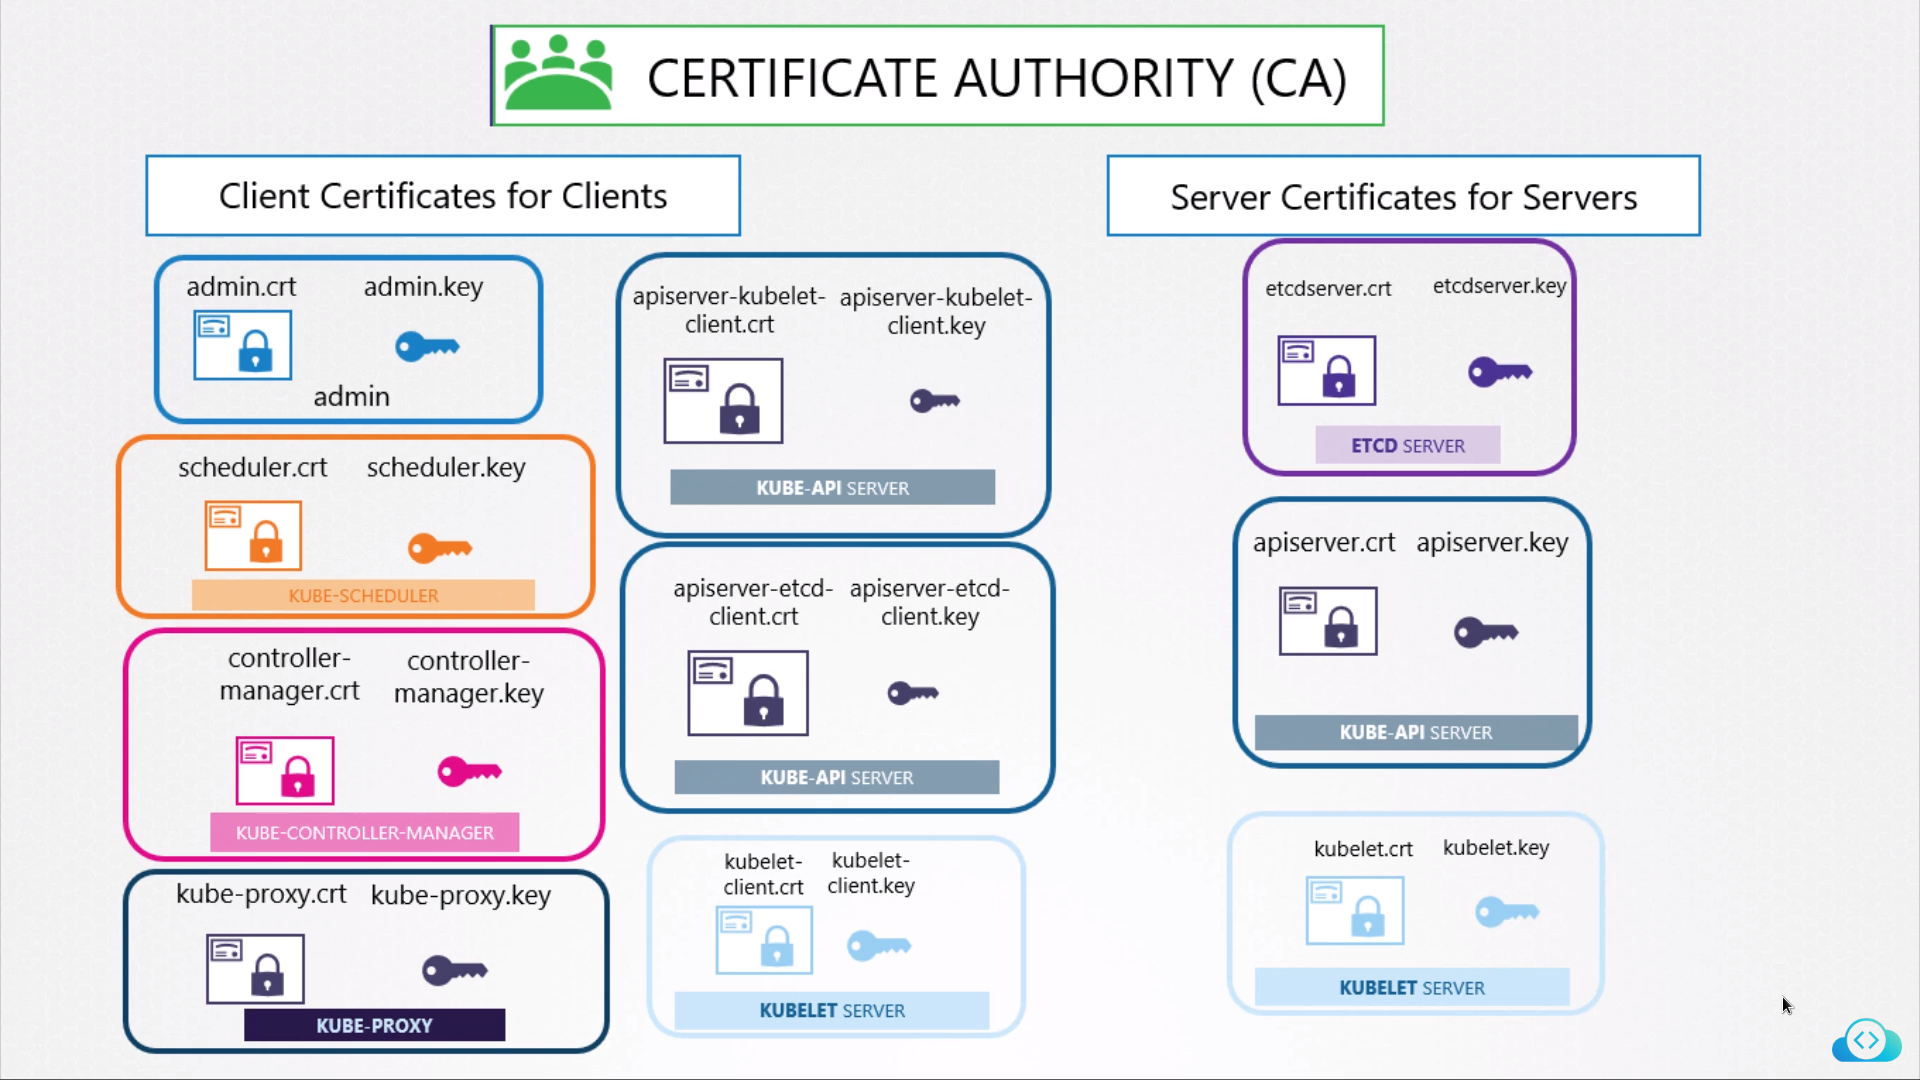 CERTIFICATE AUTHORITY (CA)
Client Certificates for Clients
admin.crt
admin.key
admin
scheduler.crt
scheduler.key
KUBE-SCHEDULER
controller-
manager.crt
controller-
manager.key
KUBE-CONTROLLER-MANAGER
kube-proxy.crt
kube-proxy.key
KUBE-PROXY
apiserver-kubelet-
client.crt
apiserver-kubelet-
client.key
KUBE-API SERVER
apiserver-etcd-
client.crt
apiserver-etcd-
client.key
KUBE-API SERVER
kubelet-
client.crt
kubelet-
client.key
KUBELET SERVER
Server Certificates for Servers
etcdserver.crt
etcdserver.key
ETCD SERVER
apiserver.crt
apiserver.key
KUBE-API SERVER
kubelet.crt
kubelet.key
KUBELET SERVER